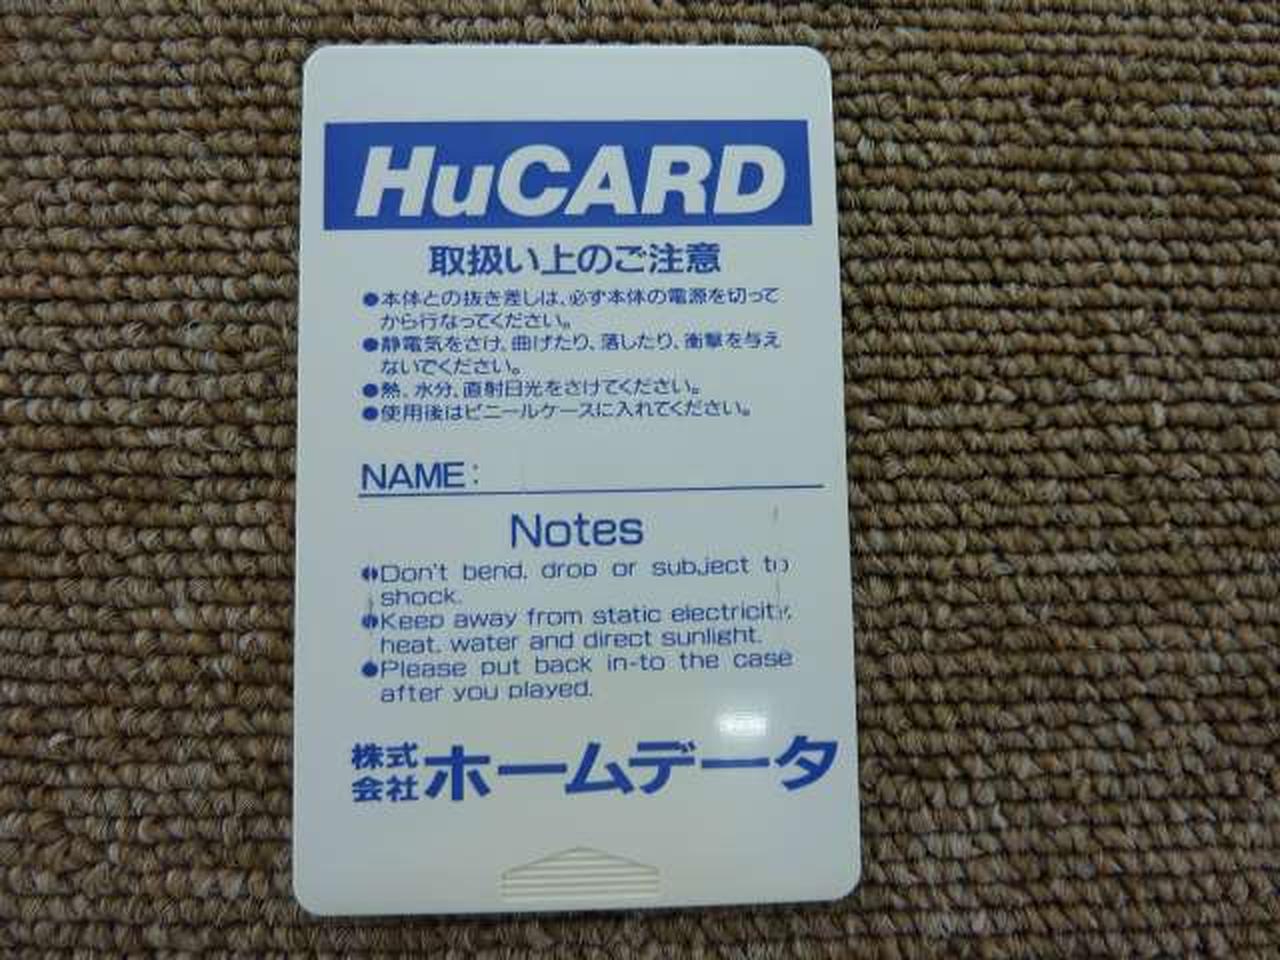 HuCARD
取扱い上のご注意
●本体との抜き差しは、必ず本体の電源を切って
から行なってください。
●静電気をさけ、曲げたり、落したり、衝撃を与え
ないでください。
●熱、水分、直射日光をさけてください。
●使用後はビニールケースに入れてください。
NAME:
Notes
●Don't bend, drop or subject to
shock.
●Keep away from static electricity,
heat, water and direct sunlight.
●Please put back in-to the case
after you played.
株式会社ホームデータ